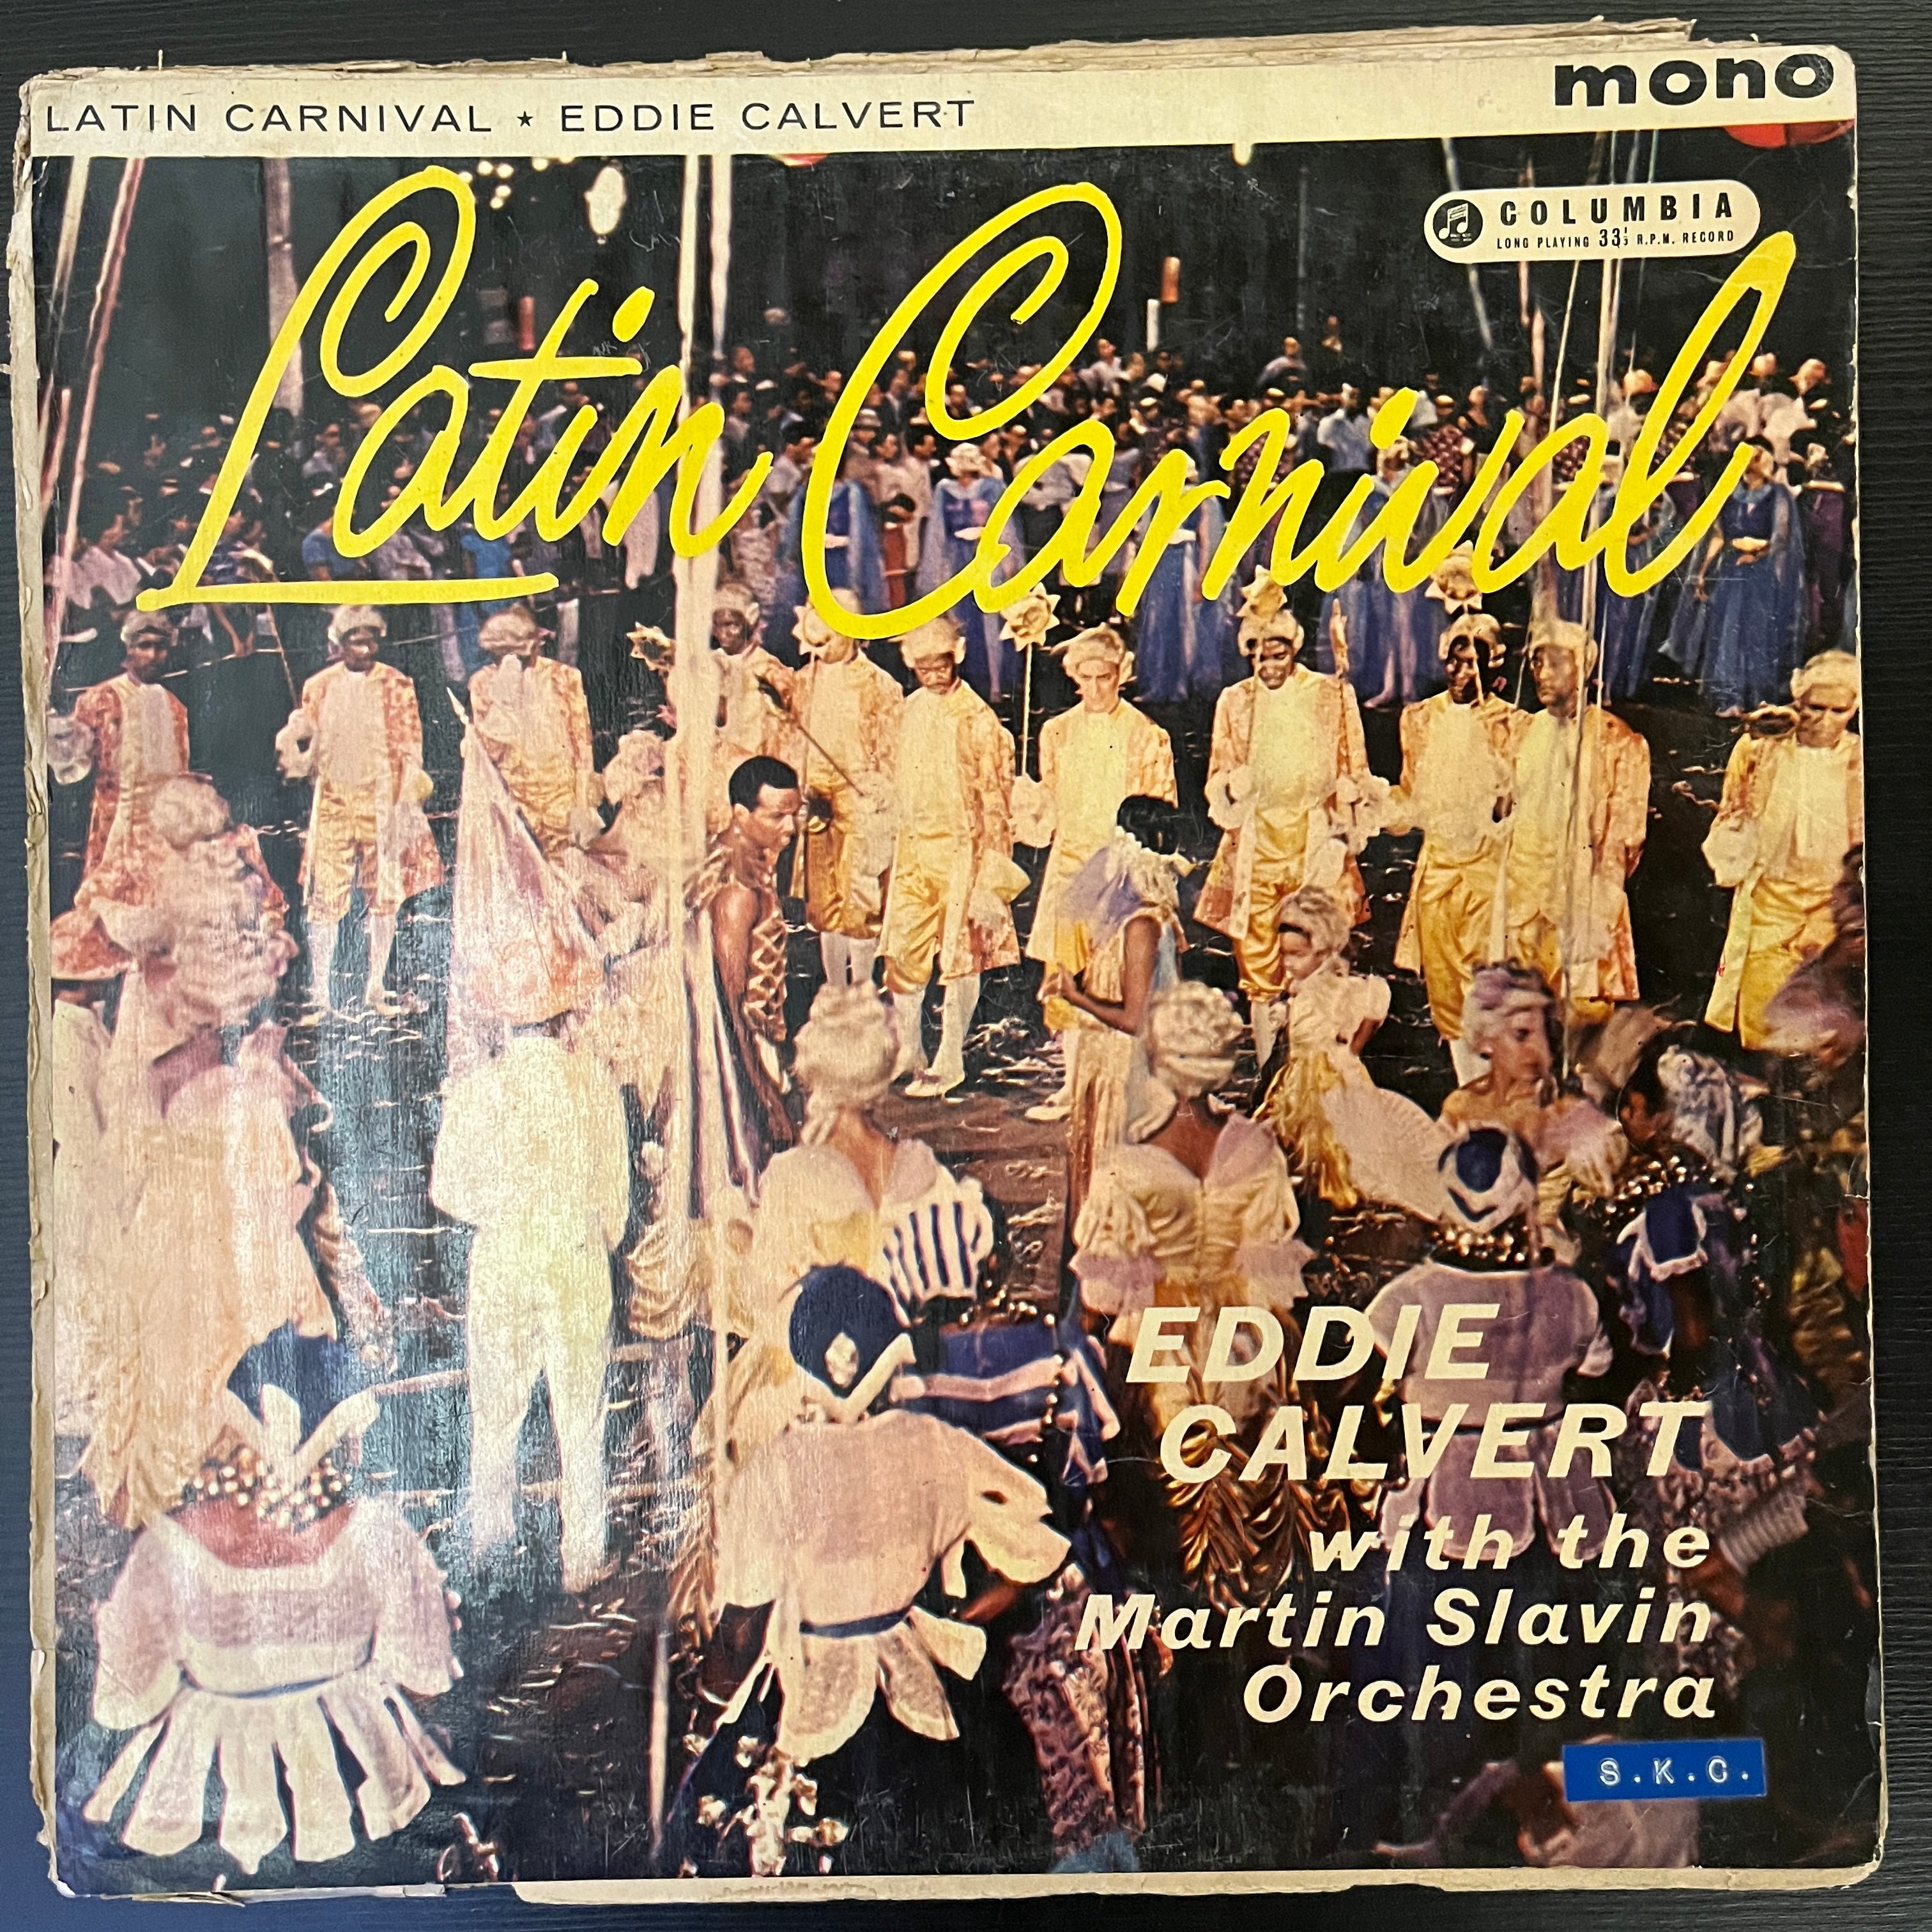 LATIN CARNIVAL ★ EDDIE CALVERT
mono
COLUMBIA
LONG PLAYING 33⅓ R.P.M. RECORD
Latin Carnival
EDDIE
CALVERT
with the
Martin Slavin
Orchestra
S.K.C.